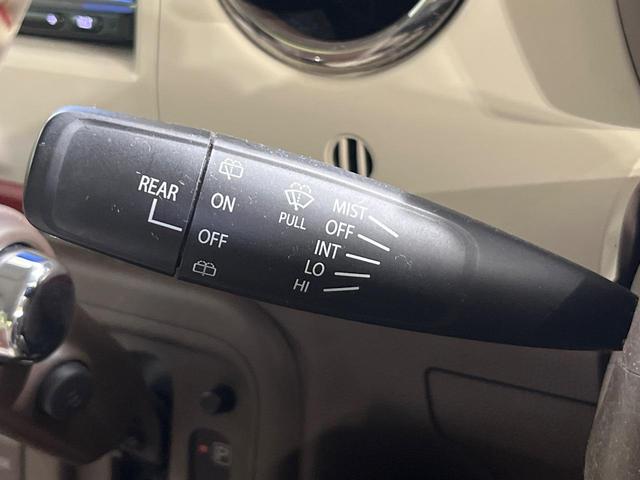 REAR
ON
OFF
PULL
MIST
OFF
INT
LO
HI